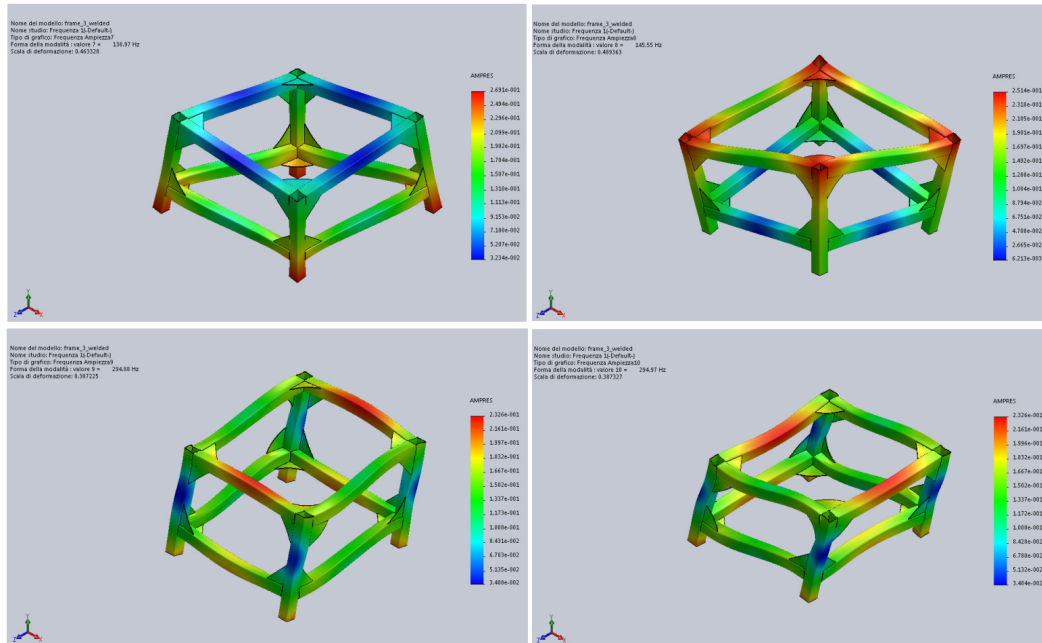 Nome del modello: frame_3_welded
Nome studio: Frequenza 1(-Default-)
Tipo di grafico: Frequenza Ampiezza7
Forma della modalità : valore 7 = 130.97 Hz
Scala di deformazione: 0.463328
AMPRES
2.691e-001
2.494e-001
2.296e-001
2.099e-001
1.902e-001
1.704e-001
1.507e-001
1.310e-001
1.113e-001
9.153e-002
7.180e-002
5.207e-002
3.234e-002
Y
Z
X
Nome del modello: frame_3_welded
Nome studio: Frequenza 1(-Default-)
Tipo di grafico: Frequenza Ampiezza8
Forma della modalità : valore 8 = 145.55 Hz
Scala di deformazione: 0.489363
AMPRES
2.514e-001
2.310e-001
2.105e-001
1.901e-001
1.697e-001
1.492e-001
1.288e-001
1.084e-001
8.794e-002
6.751e-002
4.708e-002
2.665e-002
6.213e-003
Y
Z
X
Nome del modello: frame_3_welded
Nome studio: Frequenza 1(-Default-)
Tipo di grafico: Frequenza Ampiezza9
Forma della modalità : valore 9 = 294.88 Hz
Scala di deformazione: 0.387225
AMPRES
2.326e-001
2.161e-001
1.997e-001
1.832e-001
1.667e-001
1.502e-001
1.337e-001
1.173e-001
1.008e-001
8.431e-002
6.783e-002
5.135e-002
3.488e-002
Y
Z
X
Nome del modello: frame_3_welded
Nome studio: Frequenza 1(-Default-)
Tipo di grafico: Frequenza Ampiezza10
Forma della modalità : valore 10 = 294.97 Hz
Scala di deformazione: 0.387327
AMPRES
2.326e-001
2.161e-001
1.996e-001
1.832e-001
1.667e-001
1.502e-001
1.337e-001
1.172e-001
1.008e-001
8.428e-002
6.780e-002
5.132e-002
3.484e-002
Y
Z
X